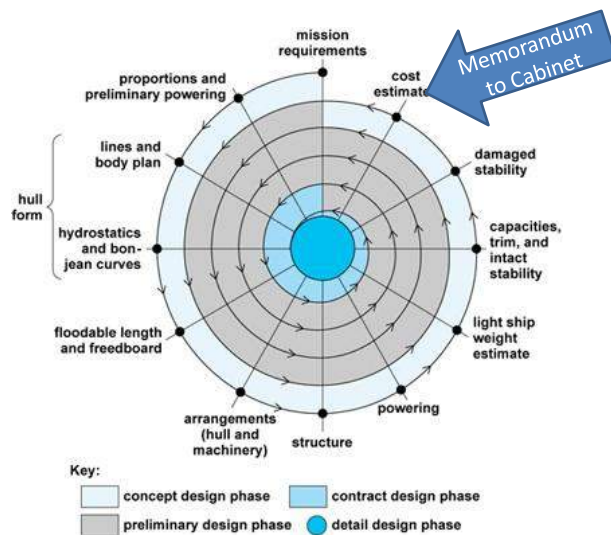 mission
requirements
Memorandum
to Cabinet
cost
estimate
proportions and
preliminary powering
lines and
body plan
damaged
stability
hull
form
hydrostatics
and bon-
jean curves
capacities,
trim, and
intact
stability
floodable length
and freedboard
light ship
weight
estimate
arrangements
(hull and
machinery)
structure
powering
Key:
concept design phase
contract design phase
preliminary design phase
detail design phase